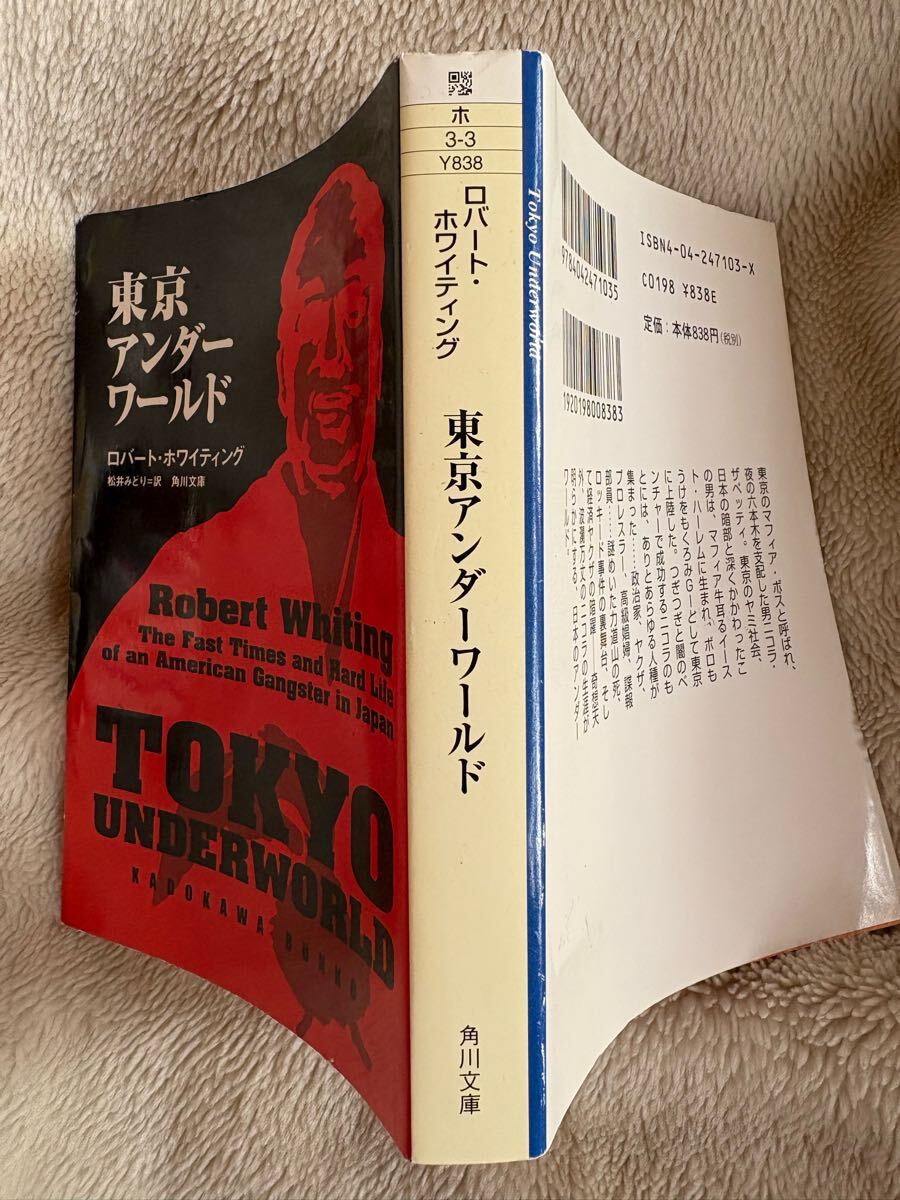 東京
アンダー
ワールド
ロバート・ホワイティング
松井みどり=訳 角川文庫
Robert Whiting
The Fast Times and Hard Life
of an American Gangster in Japan
TOKYO
UNDERWORLD
KADOKAWA BUNKO
ホ
3-3
Y838
ロバート・
ホワイティング
東京アンダーワールド
角川文庫
Tokyo Underworld
9784042471035
1920198008383
ISBN4-04-247103-X
C0198 ¥838E
定価:本体838円(税別)
東京のマフィア・ボスと呼ばれ、
夜の六本木を支配した男ニコラ・
ザペッティ。東京のヤミ社会、
日本の暗部と深くかかわったこ
の男は、マフィア牛耳るイース
ト・ハーレムに生まれ、ボロも
うけをもくろみGーとして東京
に上陸した。つぎつぎと闇のベ
ンチャーで成功するニコラのも
とには、ありとあらゆる人種が
集まった……政治家、ヤクザ、
プロレスラー、高級娼婦、諜報
部員……謎めいた力道山の死、
ロッキード事件の裏舞台、そし
て経済ヤクザの暗躍――奇想天
外、波瀾万丈のニコラの生涯が
明らかにする、日本のアンダー
ワールド。